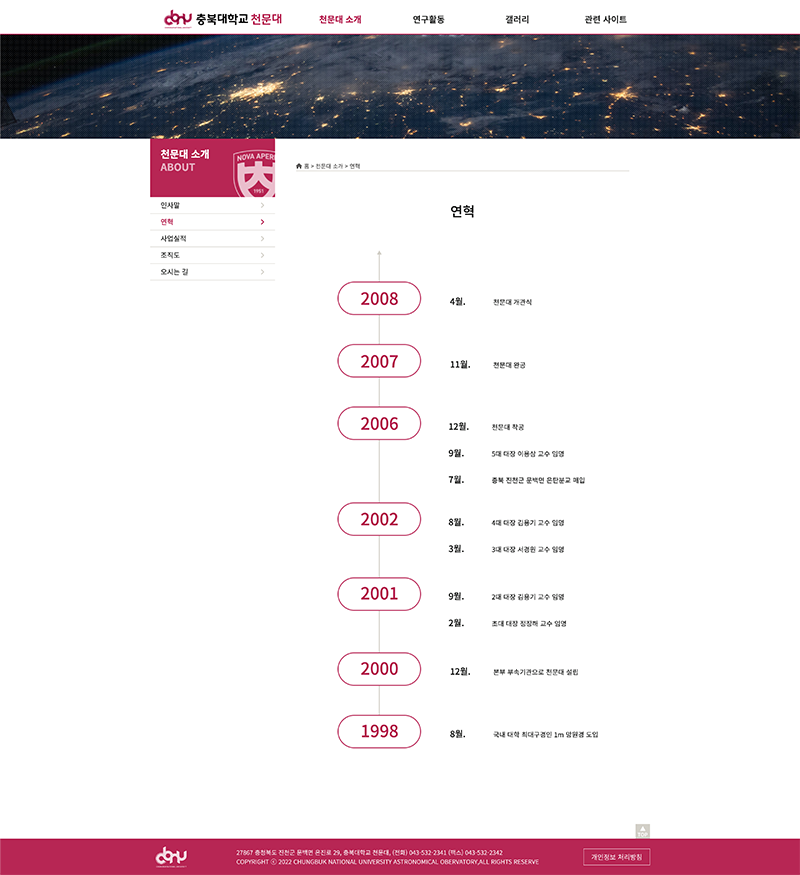 cbnu 충북대학교 천문대
천문대 소개
연구활동
갤러리
관련 사이트
천문대 소개
ABOUT
NOVA APERI
1951
인사말
연혁
사업실적
조직도
오시는 길
홈 > 천문대 소개 > 연혁
연혁
2008
4월. 천문대 개관식
2007
11월. 천문대 완공
2006
12월. 천문대 착공
9월. 5대 대장 이용삼 교수 임명
7월. 충북 진천군 문백면 은탄분교 매입
2002
8월. 4대 대장 김용기 교수 임명
3월. 3대 대장 서경원 교수 임명
2001
9월. 2대 대장 김용기 교수 임명
2월. 초대 대장 정장해 교수 임명
2000
12월. 본부 부속기관으로 천문대 설립
1998
8월. 국내 대학 최대구경인 1m 망원경 도입
TOP
cbnu
27867 충청북도 진천군 문백면 은진로 29, 충북대학교 천문대, (전화) 043-532-2341 (팩스) 043-532-2342
COPYRIGHT ⓒ 2022 CHUNGBUK NATIONAL UNIVERSITY ASTRONOMICAL OBERVATORY,ALL RIGHTS RESERVE
개인정보 처리방침